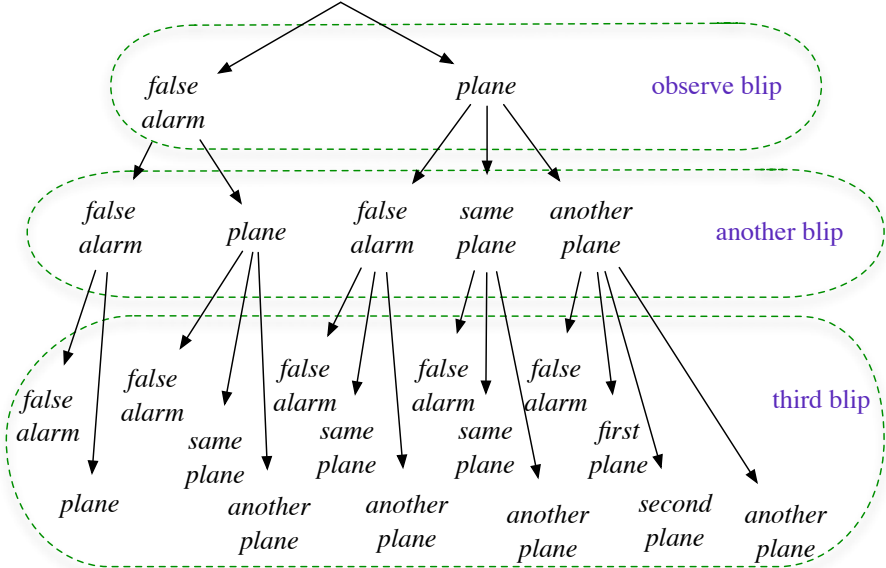 false
alarm
plane
observe blip
false
alarm
plane
false
alarm
same
plane
another
plane
another blip
false
alarm
plane
false
alarm
same
plane
another
plane
false
alarm
same
plane
another
plane
false
alarm
same
plane
another
plane
false
alarm
first
plane
second
plane
another
plane
third blip